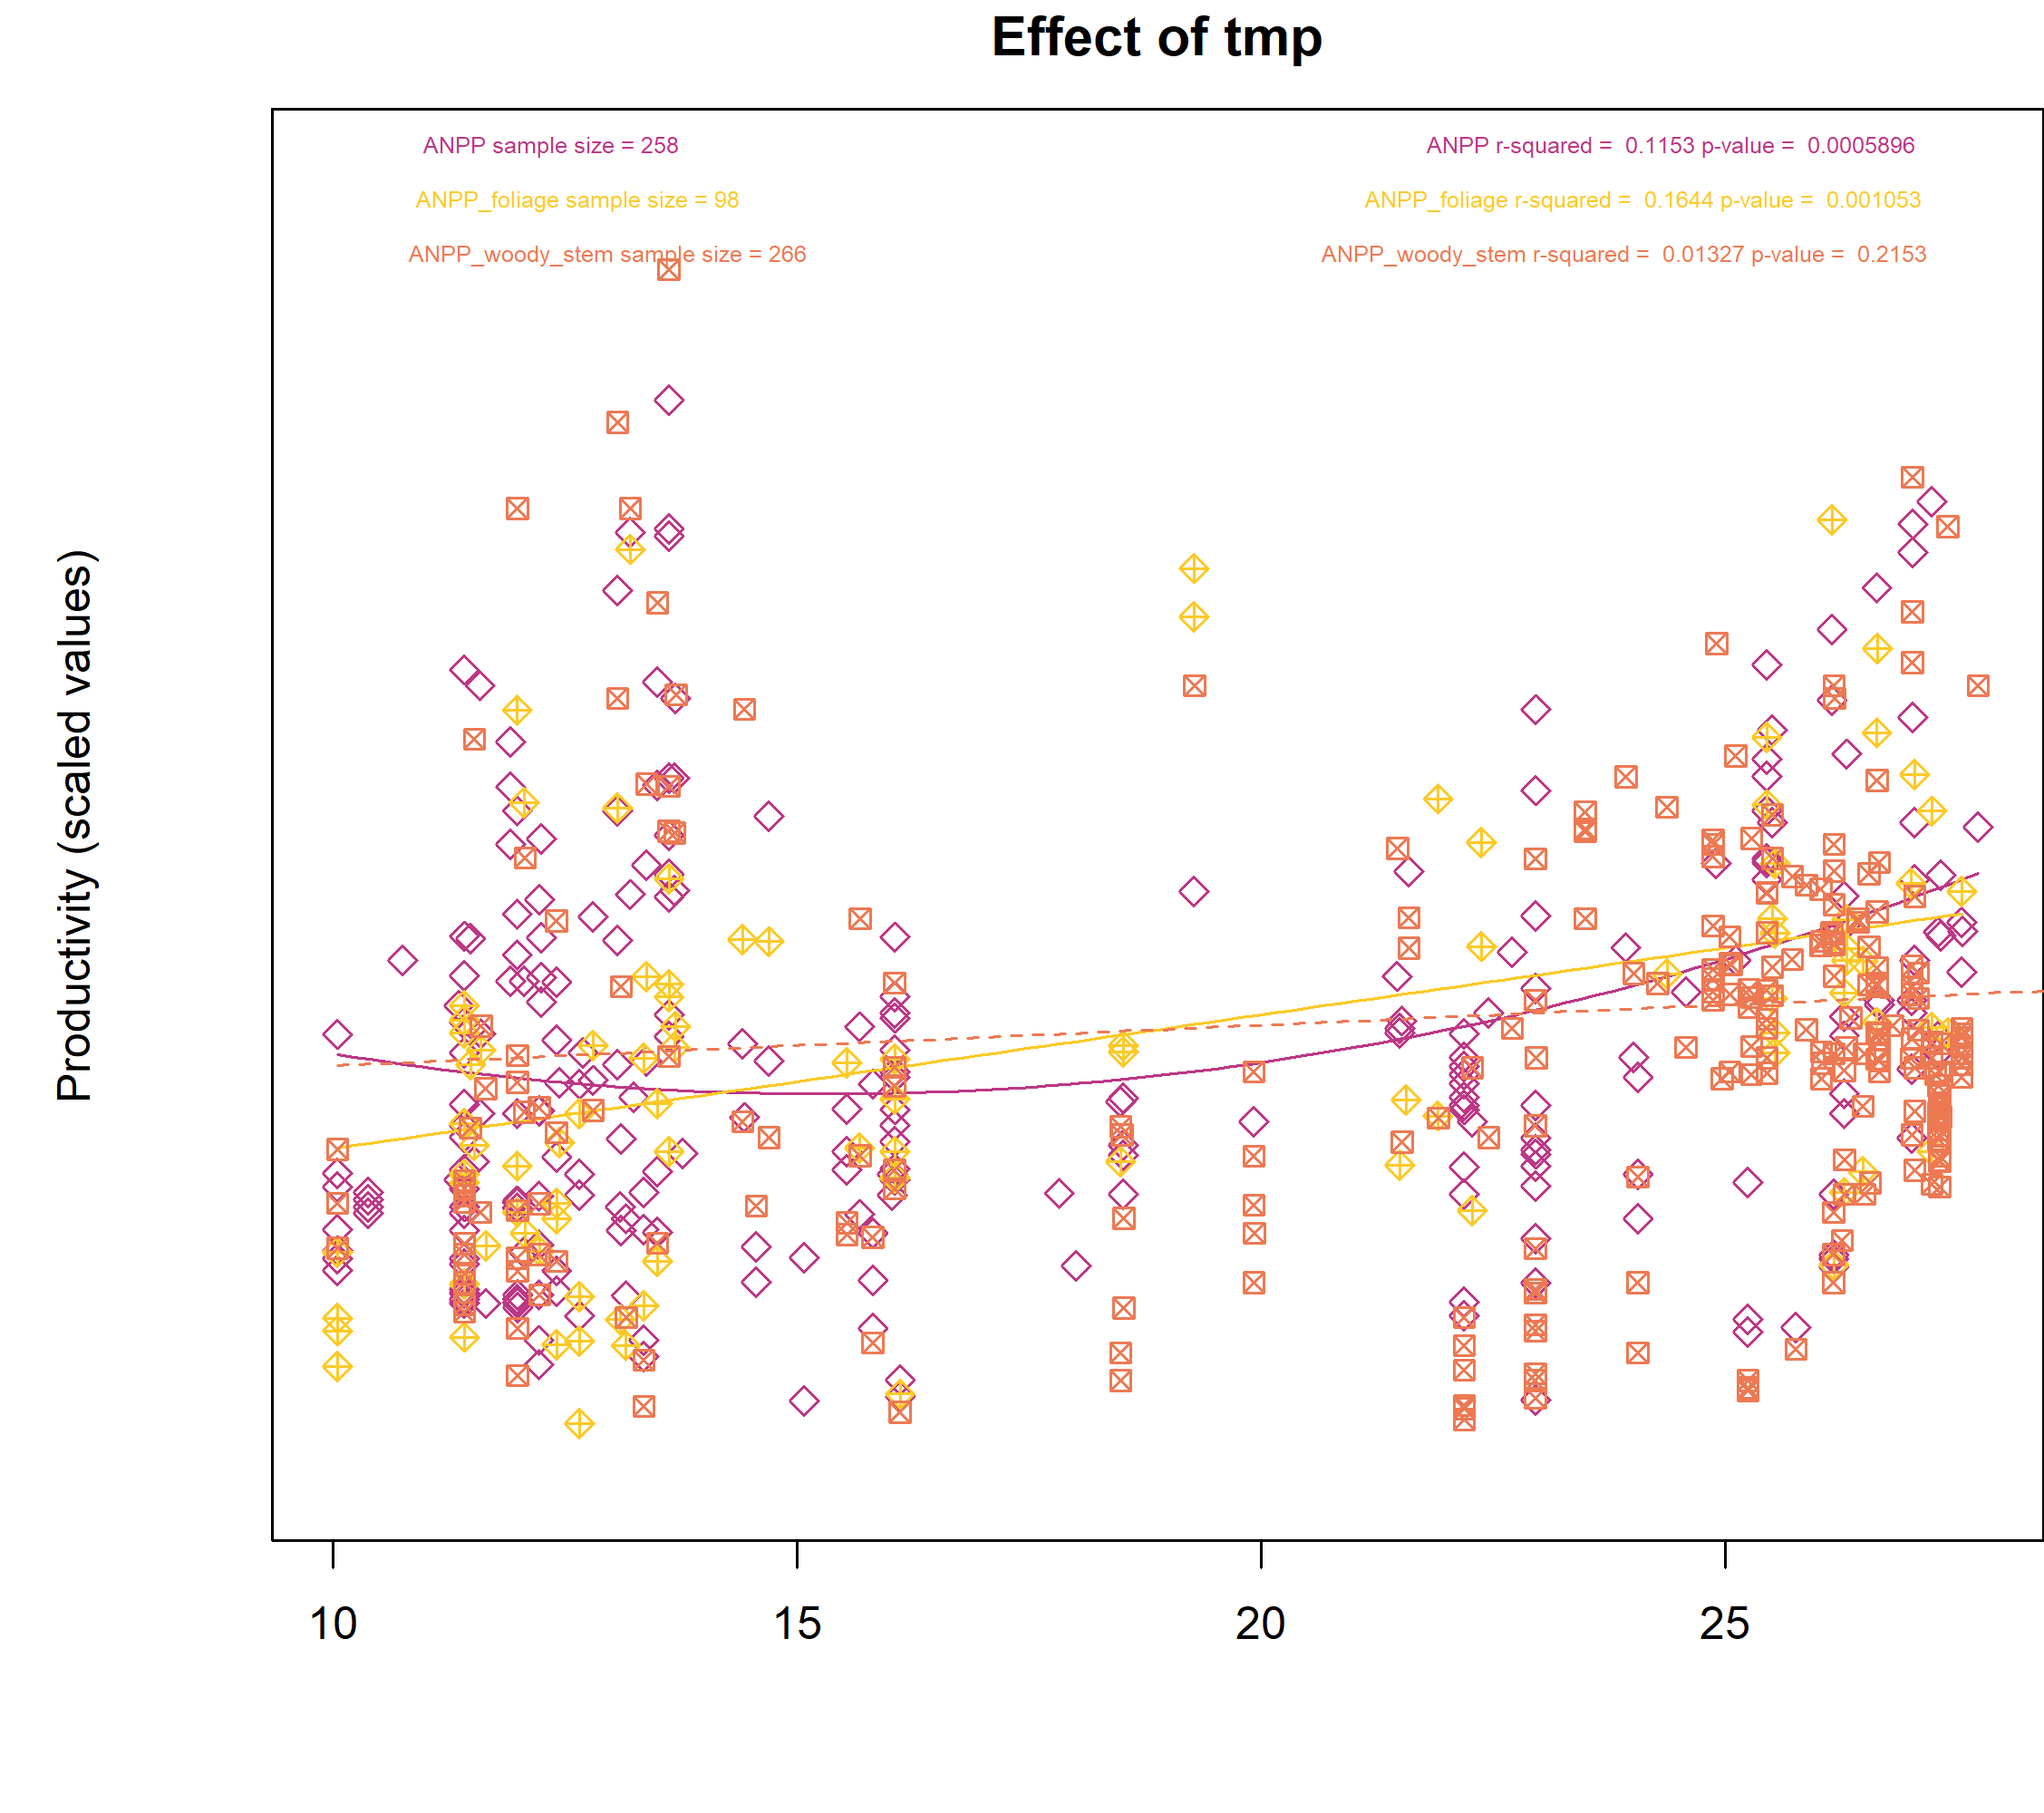 Effect of tmp
ANPP sample size = 258
ANPP r-squared =  0.1153 p-value =  0.0005896
ANPP_foliage sample size = 98
ANPP_foliage r-squared =  0.1644 p-value =  0.001053
ANPP_woody_stem sample size = 266
ANPP_woody_stem r-squared =  0.01327 p-value =  0.2153
Productivity (scaled values)
10 15 20 25